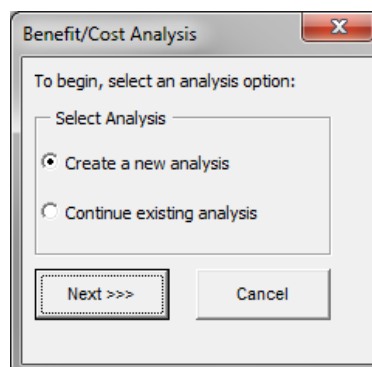 Benefit/Cost Analysis
To begin, select an analysis option:
Select Analysis
Create a new analysis
Continue existing analysis
Next >>>
Cancel